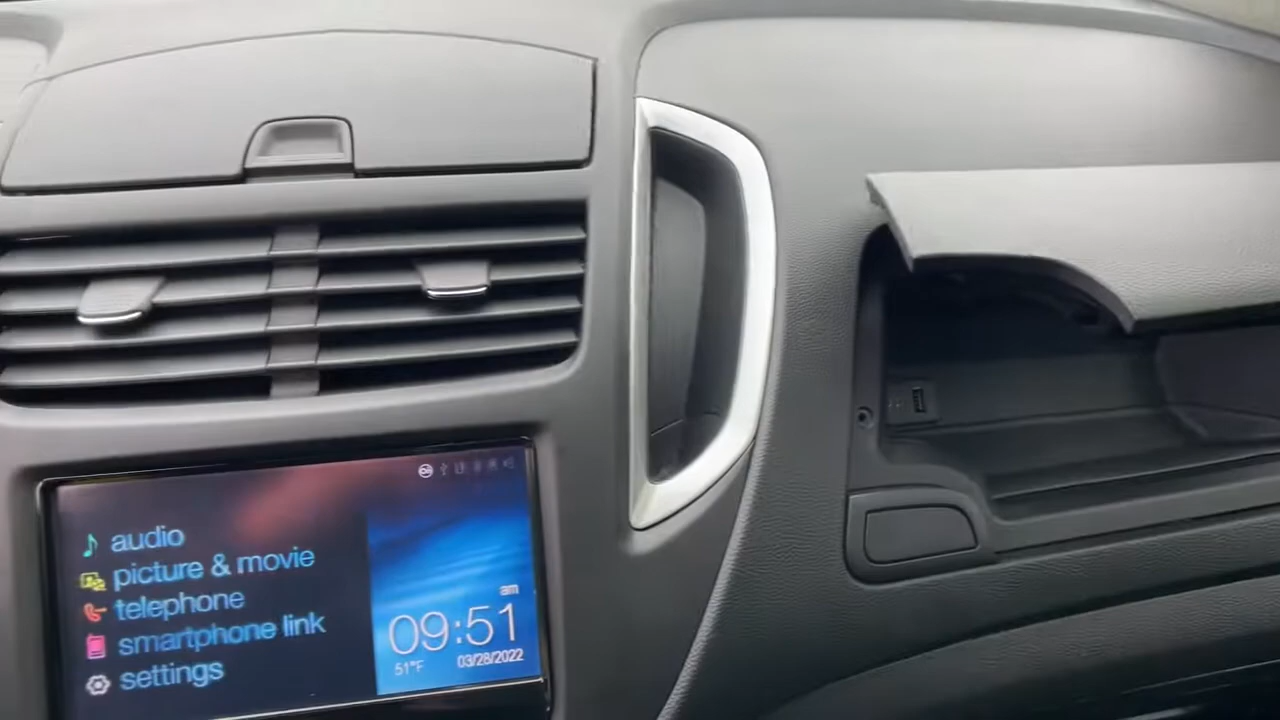 audio
picture & movie
telephone
smartphone link
settings
am
09:51
51°F 03/28/2022